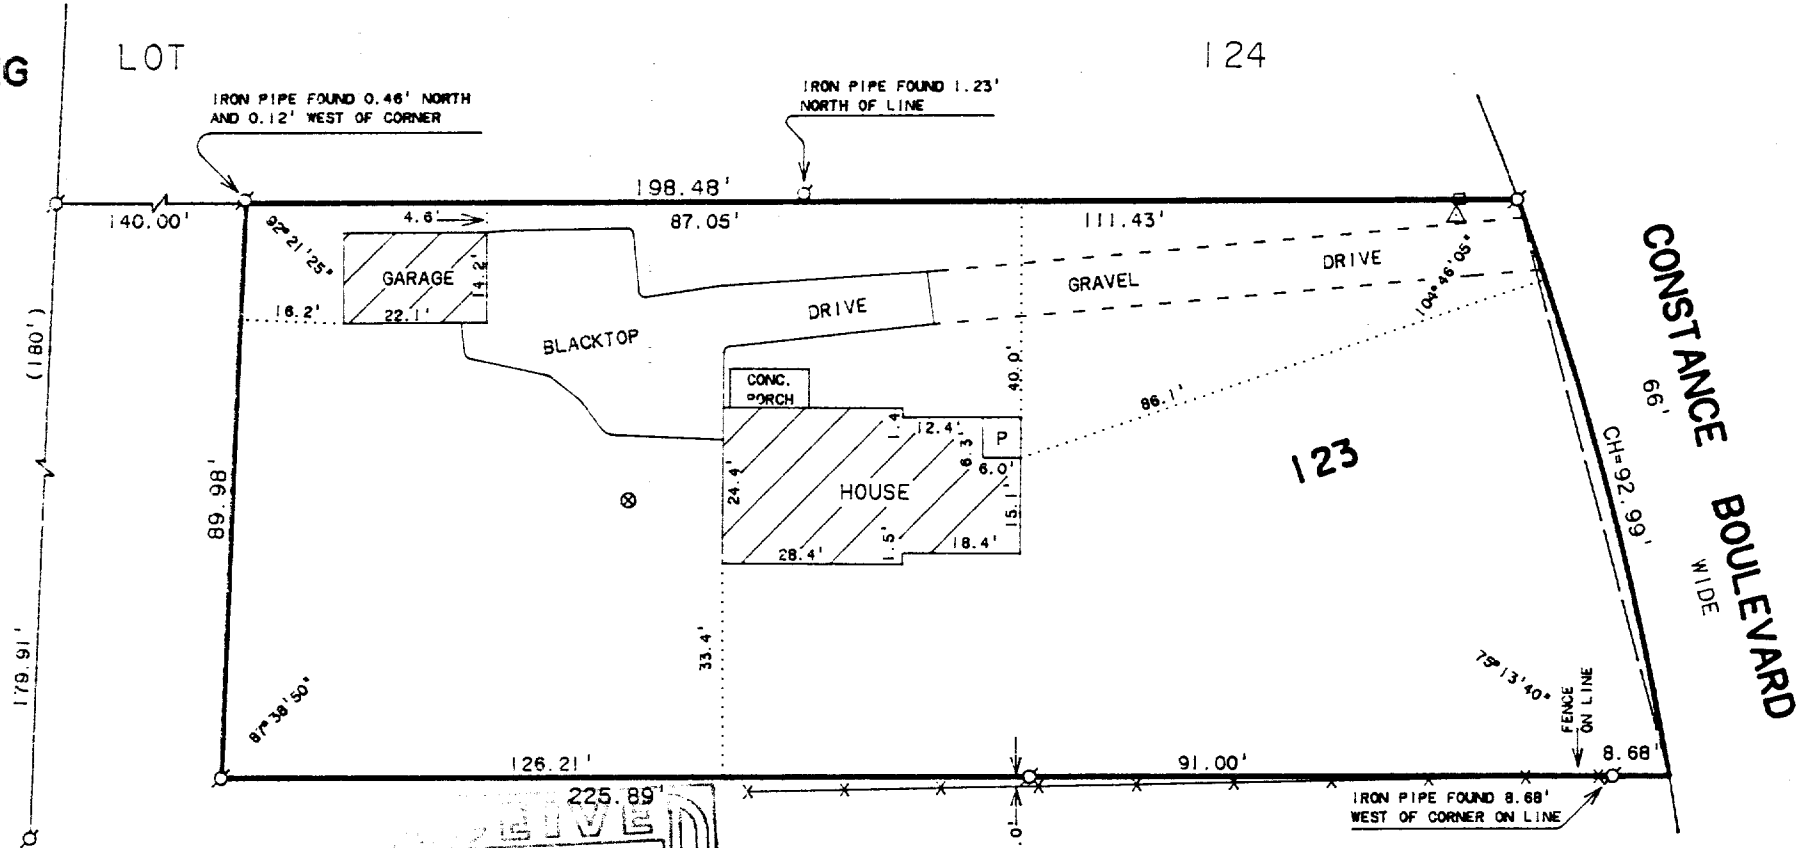 G
LOT
124
IRON PIPE FOUND 0.46' NORTH
AND 0.12' WEST OF CORNER
IRON PIPE FOUND 1.23'
NORTH OF LINE
198.48'
140.00'
4.6'
87.05'
111.43'
92°21'25"
GARAGE
14.2'
16.2'
22.1'
BLACKTOP
DRIVE
GRAVEL
DRIVE
104°46'05"
CONSTANCE BOULEVARD
66'
WIDE
(180')
179.91'
89.98'
CONC.
PORCH
40.0'
86.1'
1.4
12.4'
6.3'
P
6.0'
24.4'
HOUSE
15.1'
28.4'
1.5'
18.4'
123
CH=92.99'
33.4'
87°38'50"
75°13'40"
FENCE
ON LINE
126.21'
91.00'
8.68'
225.89'
IRON PIPE FOUND 8.68'
WEST OF CORNER ON LINE